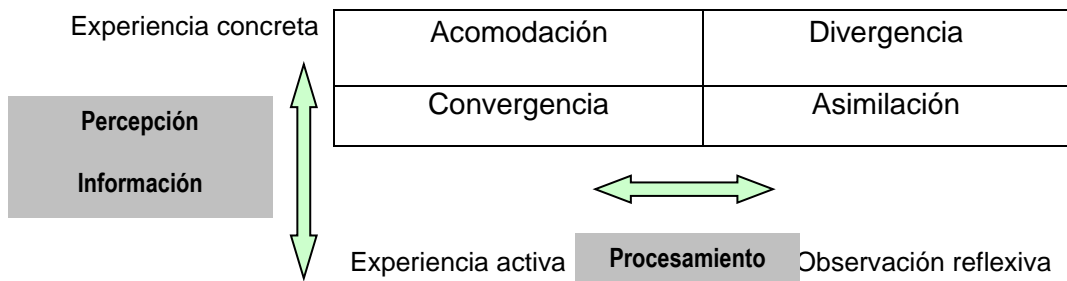 Experiencia concreta
Acomodación
Divergencia
Convergencia
Asimilación
Percepción
Información
Experiencia activa
Procesamiento
Observación reflexiva